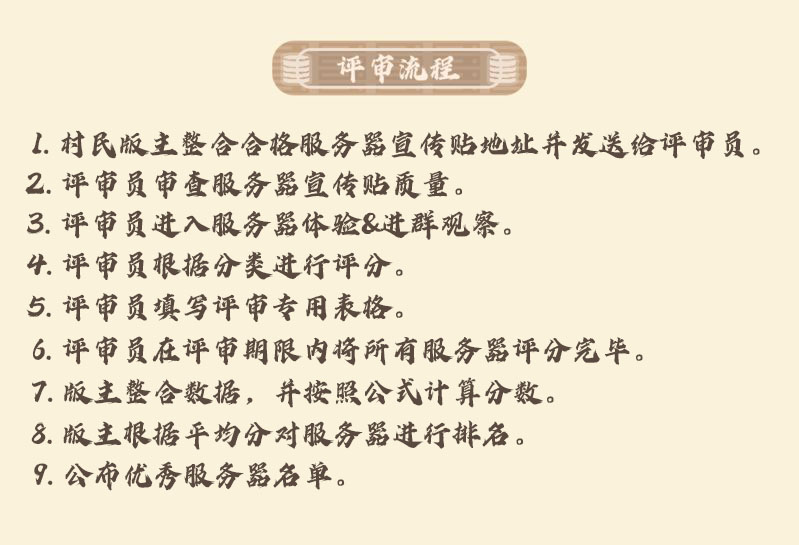 评审流程
1. 村民版主整合合格服务器宣传贴地址并发送给评审员。
2. 评审员审查服务器宣传贴质量。
3. 评审员进入服务器体验&进群观察。
4. 评审员根据分类进行评分。
5. 评审员填写评审专用表格。
6. 评审员在评审期限内将所有服务器评分完毕。
7. 版主整合数据，并按照公式计算分数。
8. 版主根据平均分对服务器进行排名。
9. 公布优秀服务器名单。